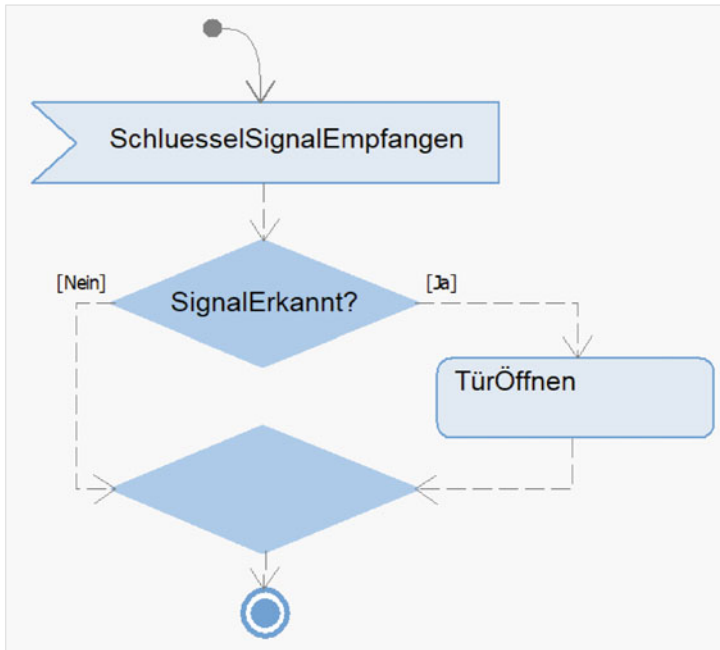 SchluesselSignalEmpfangen
[Nein]
SignalErkannt?
[Ja]
TürÖffnen